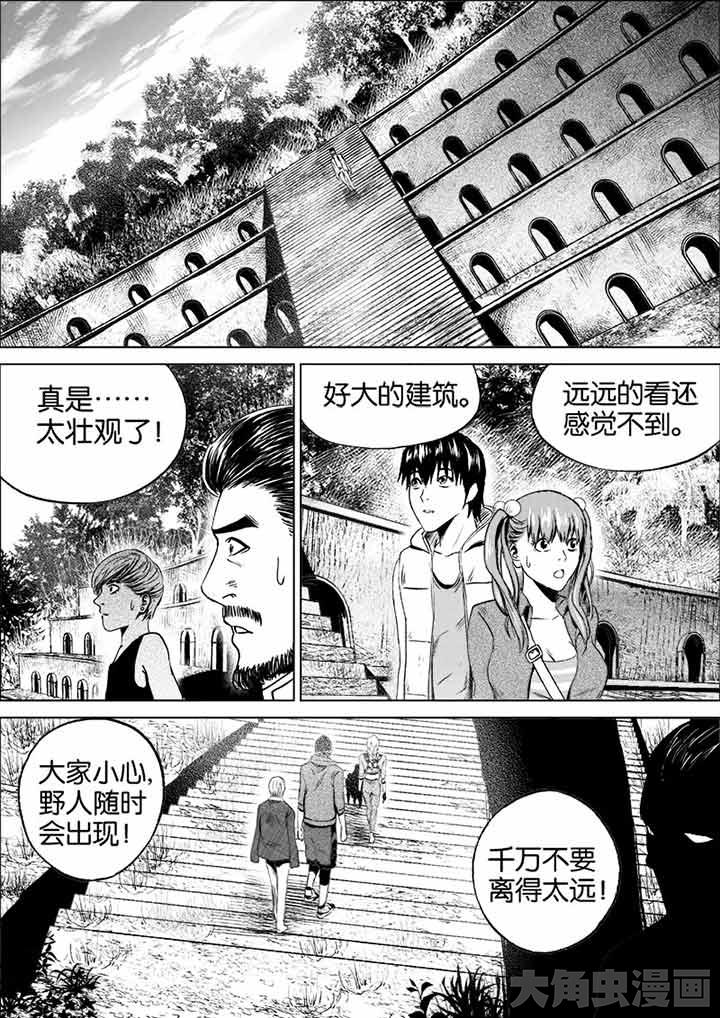 真是……
太壮观了！
好大的建筑。
远远的看还
感觉不到。
大家小心，
野人随时
会出现！
千万不要
离得太远！
大角虫漫画